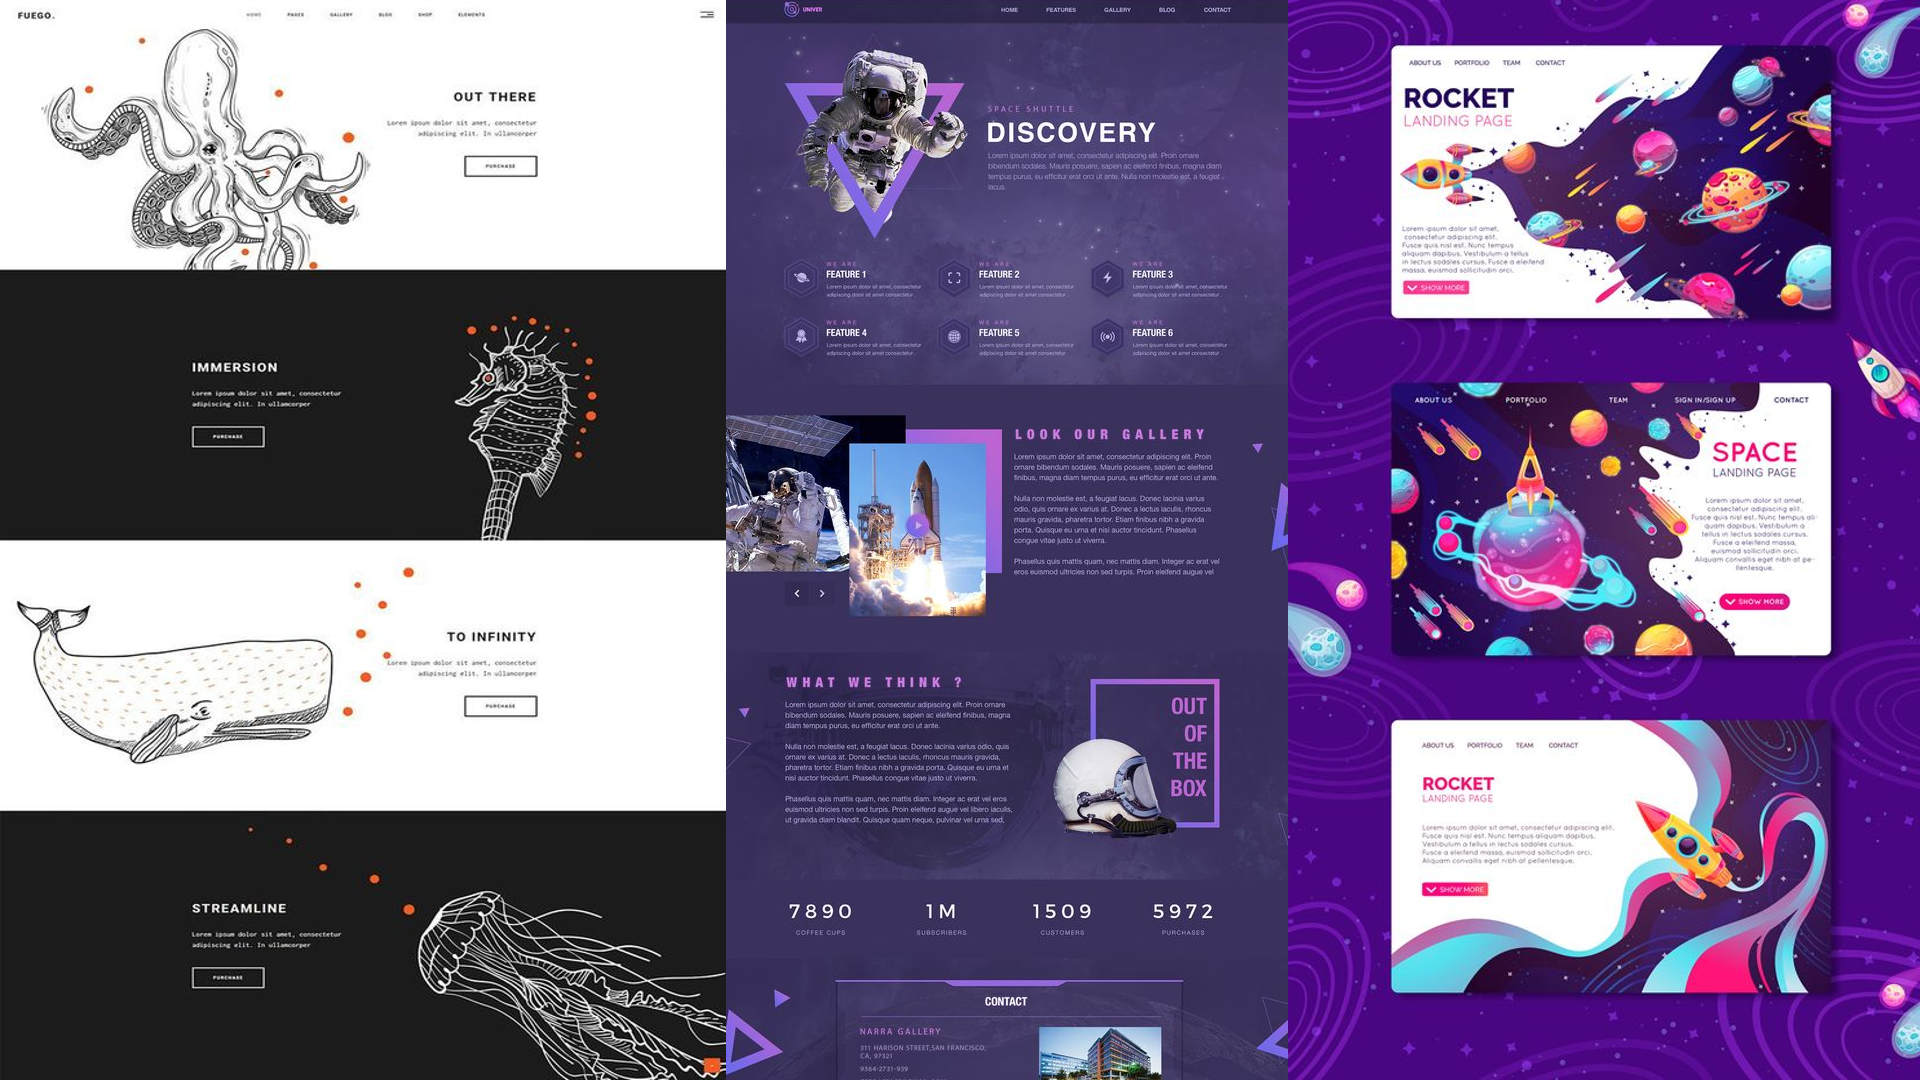 FUEGO.
HOME PAGES GALLERY BLOG SHOP ELEMENTS
OUT THERE
Lorem ipsum dolor sit amet, consectetur
adipiscing elit. In ullamcorper
PURCHASE
IMMERSION
Lorem ipsum dolor sit amet, consectetur
adipiscing elit. In ullamcorper
PURCHASE
TO INFINITY
Lorem ipsum dolor sit amet, consectetur
adipiscing elit. In ullamcorper
PURCHASE
STREAMLINE
Lorem ipsum dolor sit amet, consectetur
adipiscing elit. In ullamcorper
PURCHASE
UNIVER
HOME FEATURES GALLERY BLOG CONTACT
SPACE SHUTTLE
DISCOVERY
Lorem ipsum dolor sit amet, consectetur adipiscing elit. Proin ornare
bibendum sodales. Mauris posuere, sapien ac eleifend finibus, magna diam
tempus purus, eu efficitur erat orci ut ante. Nulla non molestie est, a feugiat
lacus.
WE ARE
FEATURE 1
Lorem ipsum dolor sit amet, consectetur
adipiscing dolor sit amet consectetur
WE ARE
FEATURE 2
Lorem ipsum dolor sit amet, consectetur
adipiscing dolor sit amet consectetur
WE ARE
FEATURE 3
Lorem ipsum dolor sit amet, consectetur
adipiscing dolor sit amet consectetur
WE ARE
FEATURE 4
Lorem ipsum dolor sit amet, consectetur
adipiscing dolor sit amet consectetur
WE ARE
FEATURE 5
Lorem ipsum dolor sit amet, consectetur
adipiscing dolor sit amet consectetur
WE ARE
FEATURE 6
Lorem ipsum dolor sit amet, consectetur
adipiscing dolor sit amet consectetur
LOOK OUR GALLERY
Lorem ipsum dolor sit amet, consectetur adipiscing elit. Proin
ornare bibendum sodales. Mauris posuere, sapien ac eleifend
finibus, magna diam tempus purus, eu efficitur erat orci ut ante.
Nulla non molestie est, a feugiat lacus. Donec lacinia varius
odio, quis ornare ex varius at. Donec a lectus iaculis, rhoncus
mauris gravida, pharetra tortor. Etiam finibus nibh a gravida
porta. Quisque eu urna et nisi auctor tincidunt. Phasellus
congue vitae justo ut viverra.
Phasellus quis mattis quam, nec mattis diam. Integer ac erat vel
eros euismod ultricies non sed turpis. Proin eleifend augue vel
WHAT WE THINK ?
Lorem ipsum dolor sit amet, consectetur adipiscing elit. Proin ornare
bibendum sodales. Mauris posuere, sapien ac eleifend finibus, magna
diam tempus purus, eu efficitur erat orci ut ante.
Nulla non molestie est, a feugiat lacus. Donec lacinia varius odio, quis
ornare ex varius at. Donec a lectus iaculis, rhoncus mauris gravida,
pharetra tortor. Etiam finibus nibh a gravida porta. Quisque eu urna et
nisi auctor tincidunt. Phasellus congue vitae justo ut viverra.
Phasellus quis mattis quam, nec mattis diam. Integer ac erat vel eros
euismod ultricies non sed turpis. Proin eleifend augue vel libero iaculis,
ut gravida diam blandit. Quisque quam neque, pulvinar vel urna sed,
OUT
OF
THE
BOX
7890 1M 1509 5972
COFFEE CUPS SUBSCRIBERS CUSTOMERS PURCHASES
CONTACT
NARRA GALLERY
311 HARISON STREET,SAN FRANCISCO,
CA, 97321
9364-2731-939
ABOUT US PORTFOLIO TEAM CONTACT
ROCKET
LANDING PAGE
Lorem ipsum dolor sit amet,
consectetur adipiscing elit.
Fusce quis nisl est. Nunc tempus
aliquam dapibus. Vestibulum a tellus
in lectus sodales cursus. Fusce a eleifend
massa, euismod sollicitudin orci.
SHOW MORE
ABOUT US PORTFOLIO TEAM SIGN IN/SIGN UP CONTACT
SPACE
LANDING PAGE
Lorem ipsum dolor sit amet,
consectetur adipiscing elit.
Fusce quis nisl est. Nunc tempus ali-
quam dapibus. Vestibulum a
tellus in lectus sodales cursus.
Fusce a eleifend massa,
euismod sollicitudin orci.
Aliquam convallis eget nibh at pe-
llentesque.
SHOW MORE
ABOUT US PORTFOLIO TEAM CONTACT
ROCKET
LANDING PAGE
Lorem ipsum dolor sit amet, consectetur adipiscing elit.
Fusce quis nisl est. Nunc tempus aliquam dapibus.
Vestibulum a tellus in lectus sodales cursus.
Fusce a eleifend massa, euismod sollicitudin orci.
Aliquam convallis eget nibh at pellentesque.
SHOW MORE